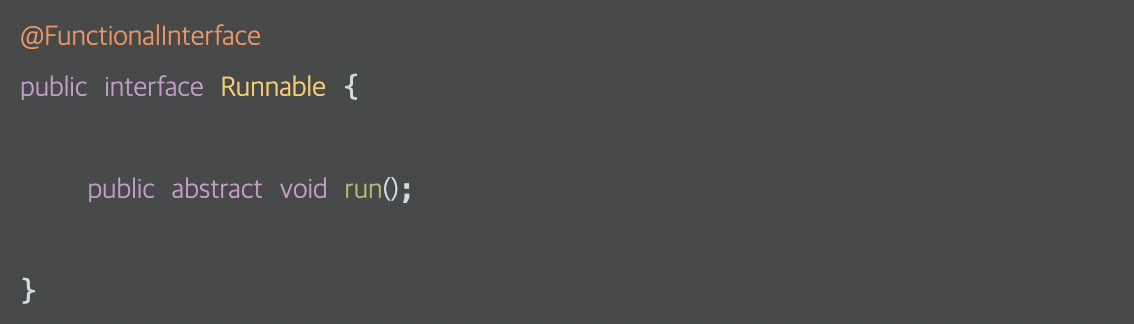 @FunctionalInterface
public interface Runnable {
public abstract void run();
}